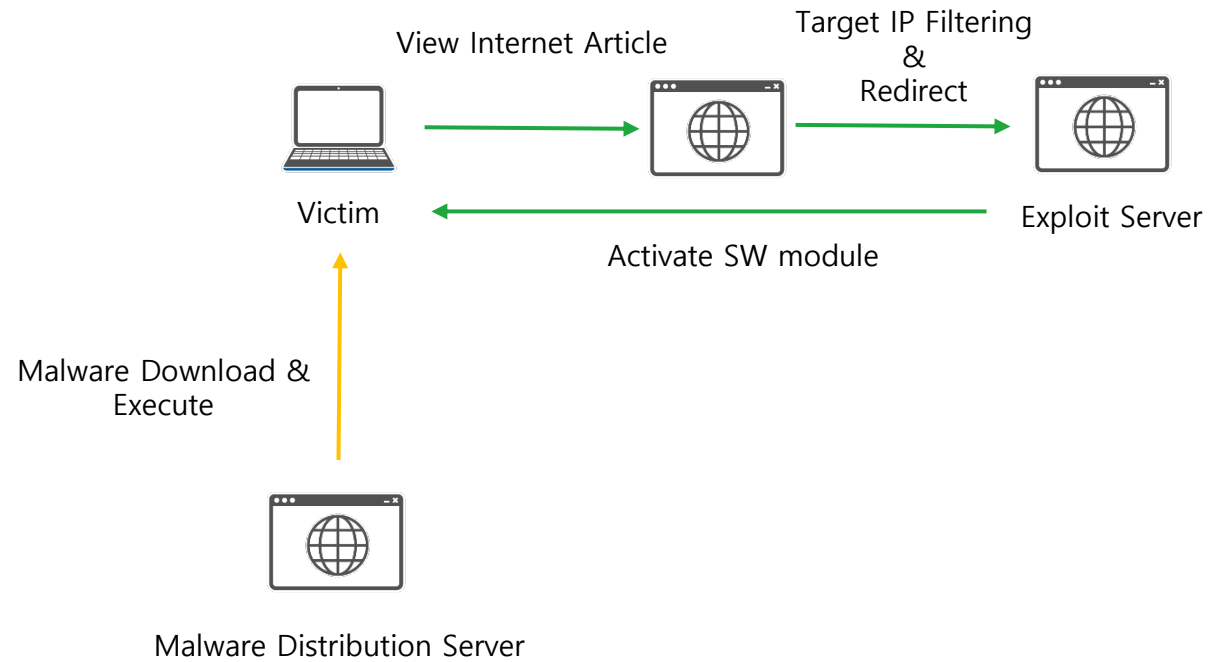 View Internet Article
Target IP Filtering
&
Redirect
Victim
Exploit Server
Activate SW module
Malware Download &
Execute
Malware Distribution Server